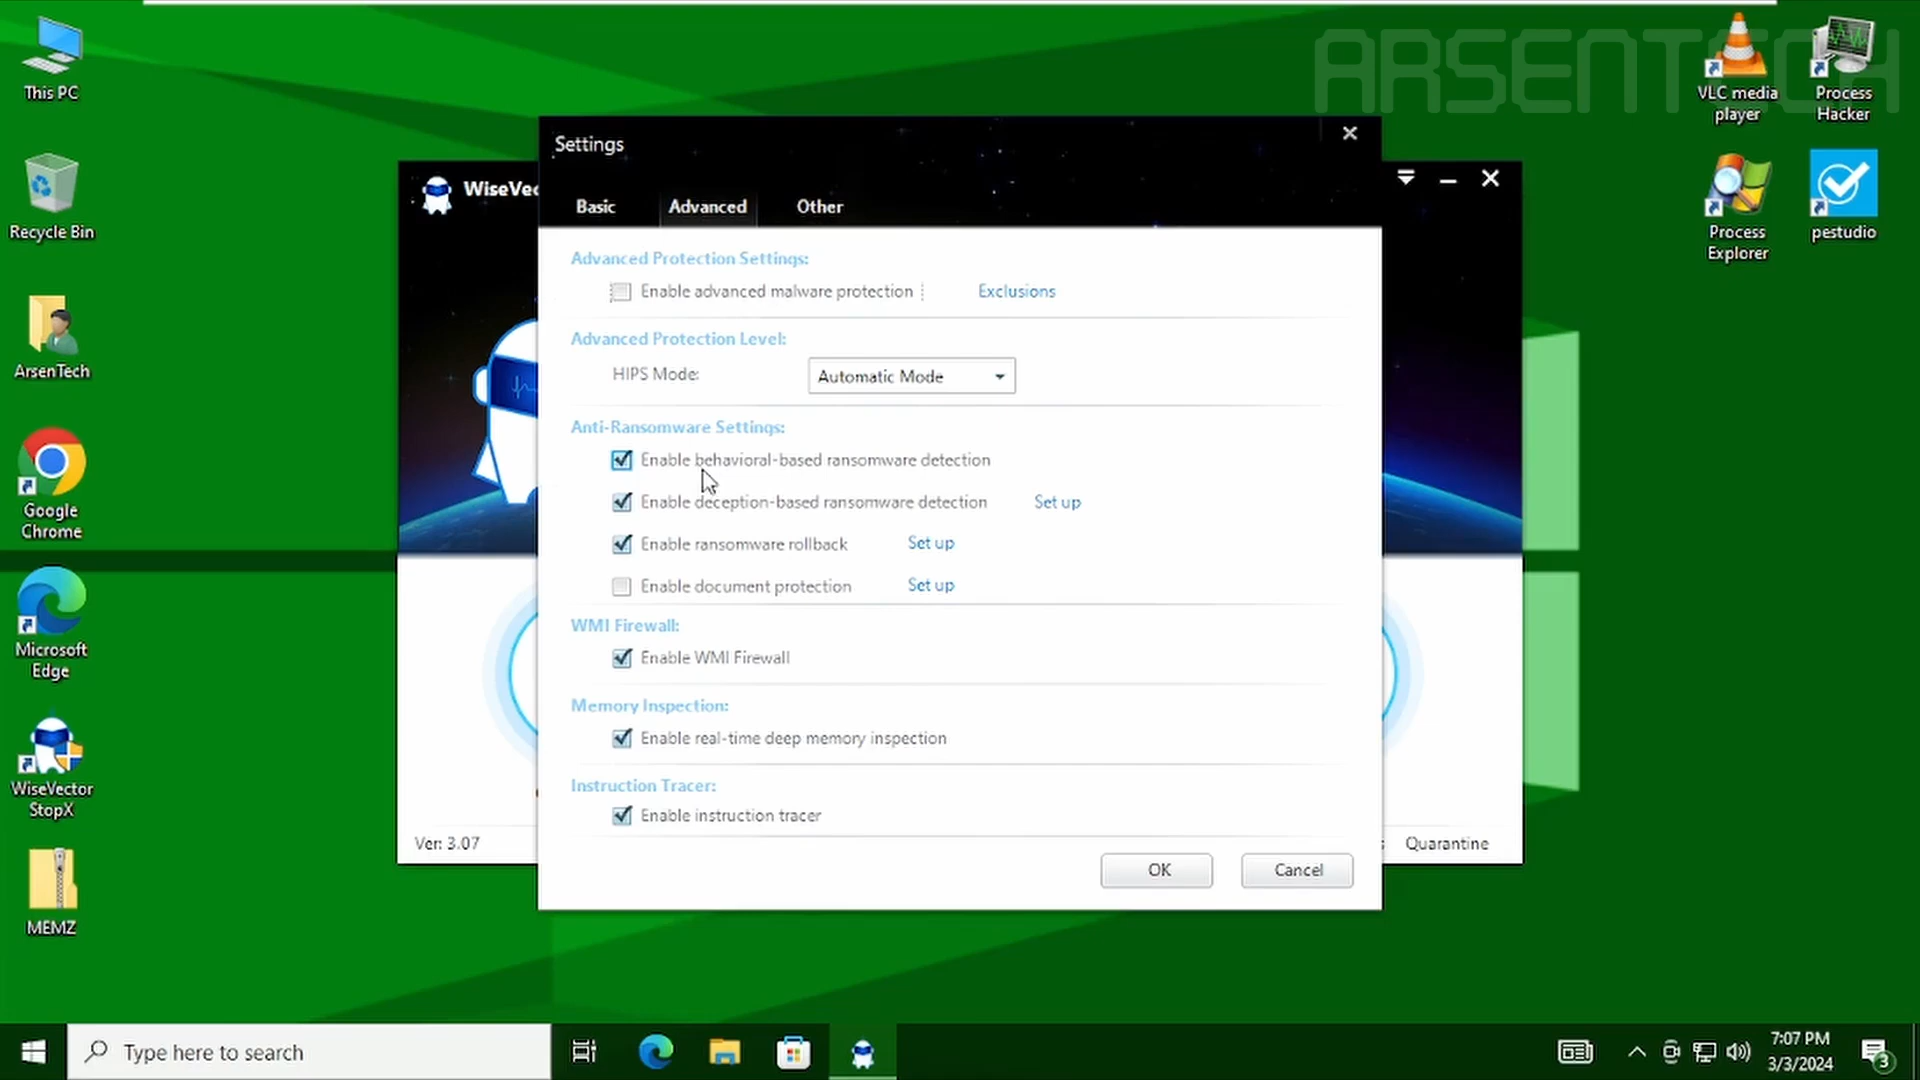 ARSENTECH
This PC
Recycle Bin
ArsenTech
Google
Chrome
Microsoft
Edge
WiseVector
StopX
MEMZ
VLC media
player
Process
Hacker
Process
Explorer
pestudio
WiseVec
Settings
Basic
Advanced
Other
Advanced Protection Settings:
Enable advanced malware protection
Exclusions
Advanced Protection Level:
HIPS Mode:
Automatic Mode
Anti-Ransomware Settings:
Enable behavioral-based ransomware detection
Enable deception-based ransomware detection
Set up
Enable ransomware rollback
Set up
Enable document protection
Set up
WMI Firewall:
Enable WMI Firewall
Memory Inspection:
Enable real-time deep memory inspection
Instruction Tracer:
Enable instruction tracer
OK
Cancel
Ver: 3.07
Quarantine
Type here to search
7:07 PM
3/3/2024
3